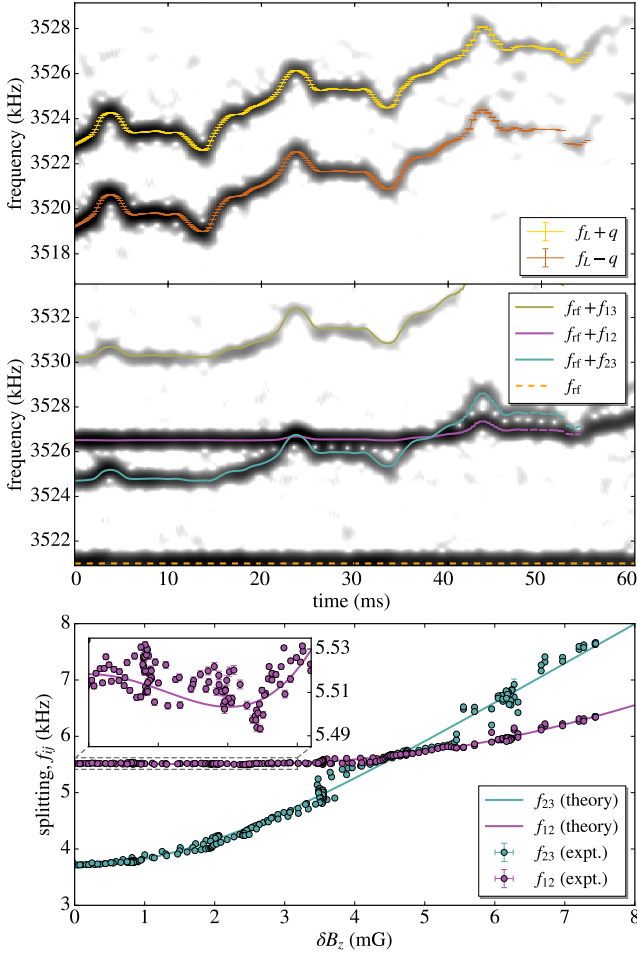 3528
3526
3524
3522
3520
3518
frequency (kHz)
f_L + q
f_L − q
3532
3530
3528
3526
3524
3522
frequency (kHz)
f_rf + f_13
f_rf + f_12
f_rf + f_23
f_rf
0
10
20
30
40
50
60
time (ms)
8
7
6
5
4
3
splitting, f_ij (kHz)
5.53
5.51
5.49
f_23 (theory)
f_12 (theory)
f_23 (expt.)
f_12 (expt.)
0
1
2
3
4
5
6
7
8
δB_z (mG)